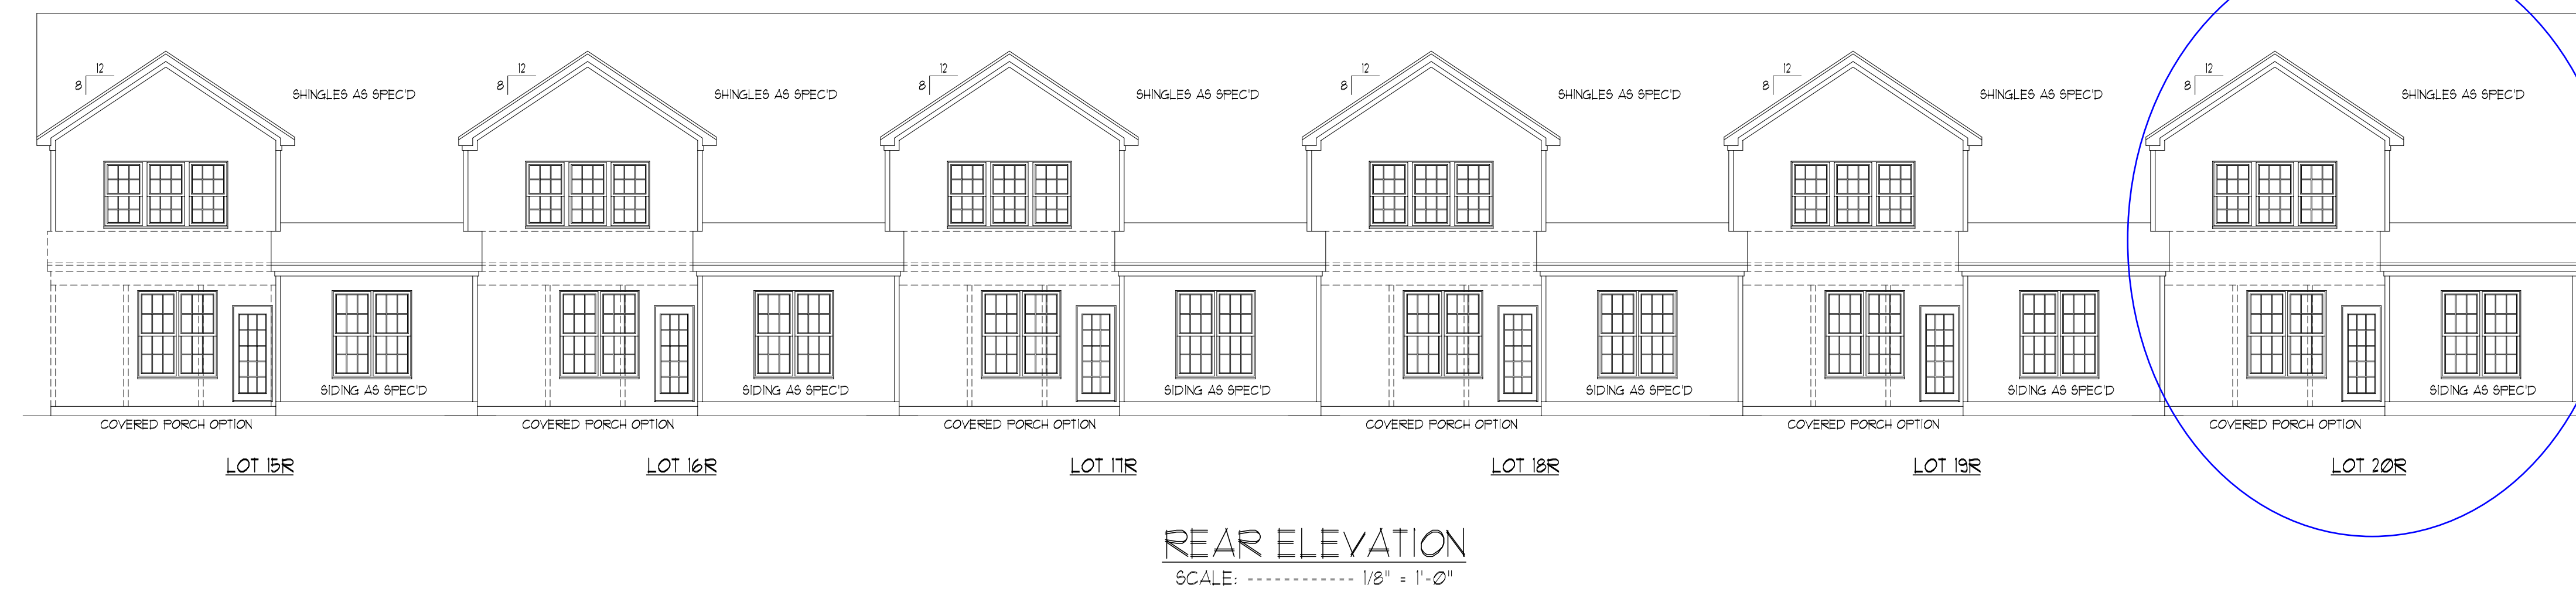 12 12 12 12 12 12
8 8 8 8 8 8
SHINGLES AS SPEC'D SHINGLES AS SPEC'D SHINGLES AS SPEC'D SHINGLES AS SPEC'D SHINGLES AS SPEC'D SHINGLES AS SPEC'D
SIDING AS SPEC'D SIDING AS SPEC'D SIDING AS SPEC'D SIDING AS SPEC'D SIDING AS SPEC'D SIDING AS SPEC'D
COVERED PORCH OPTION COVERED PORCH OPTION COVERED PORCH OPTION COVERED PORCH OPTION COVERED PORCH OPTION COVERED PORCH OPTION
LOT 15R LOT 16R LOT 17R LOT 18R LOT 19R LOT 20R
REAR ELEVATION
SCALE: ------------ 1/8" = 1'-0"